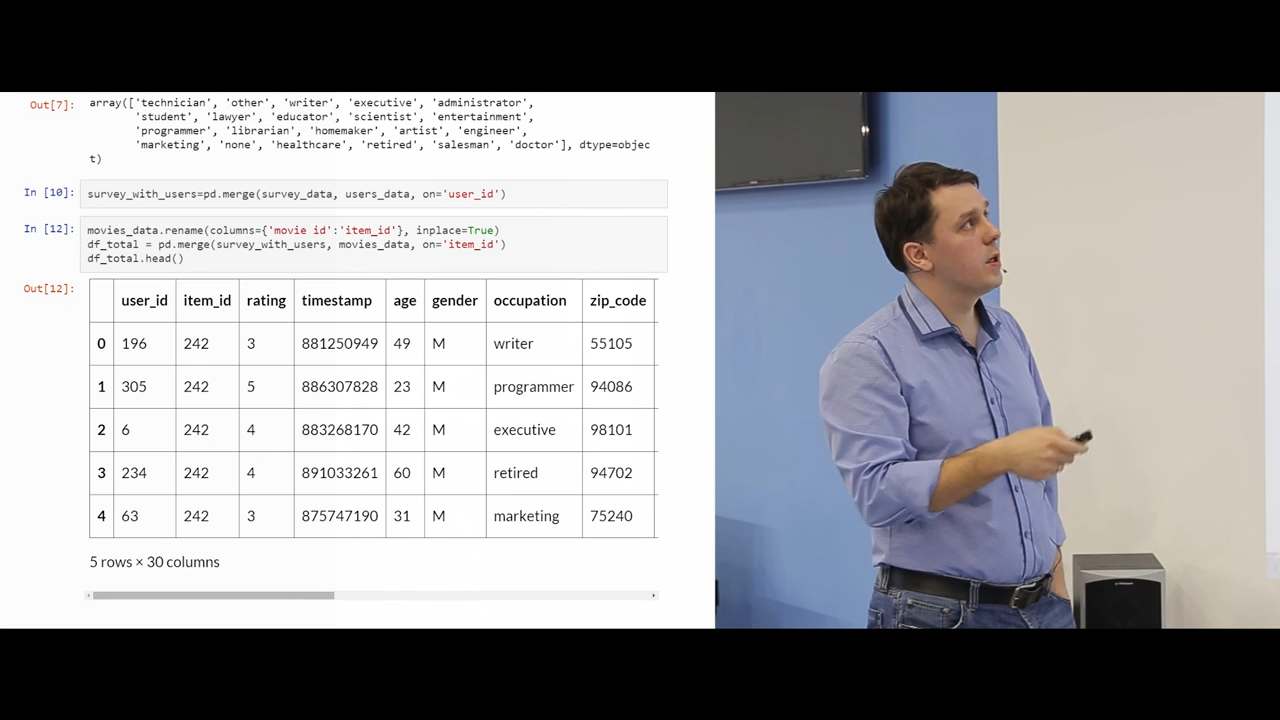 Out[7]: array(['technician', 'other', 'writer', 'executive', 'administrator',
'student', 'lawyer', 'educator', 'scientist', 'entertainment',
'programmer', 'librarian', 'homemaker', 'artist', 'engineer',
'marketing', 'none', 'healthcare', 'retired', 'salesman', 'doctor'], dtype=objec
t)
In [10]: survey_with_users=pd.merge(survey_data, users_data, on='user_id')
In [12]: movies_data.rename(columns={'movie id':'item_id'}, inplace=True)
df_total = pd.merge(survey_with_users, movies_data, on='item_id')
df_total.head()
Out[12]:
user_id item_id rating timestamp age gender occupation zip_code
0 196 242 3 881250949 49 M writer 55105
1 305 242 5 886307828 23 M programmer 94086
2 6 242 4 883268170 42 M executive 98101
3 234 242 4 891033261 60 M retired 94702
4 63 242 3 875747190 31 M marketing 75240
5 rows × 30 columns